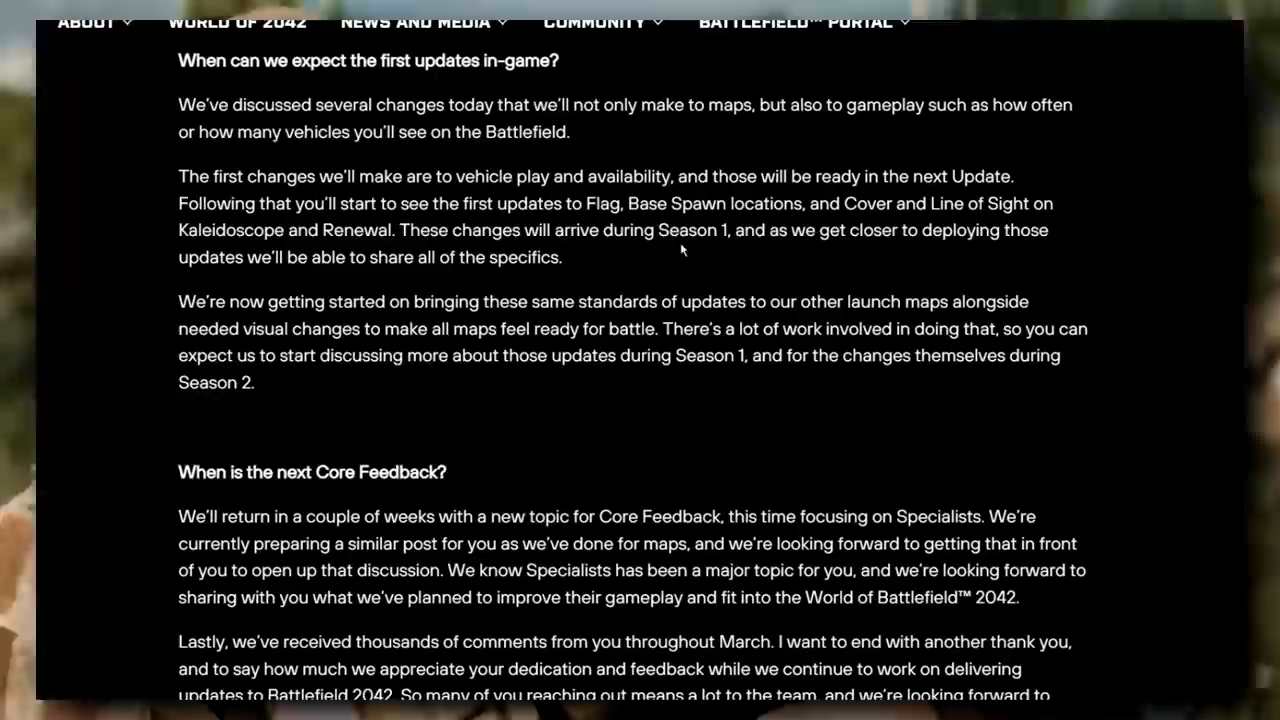 ABOUT WORLD OF 2042 NEWS AND MEDIA COMMUNITY BATTLEFIELD™ PORTAL
When can we expect the first updates in-game?
We've discussed several changes today that we'll not only make to maps, but also to gameplay such as how often
or how many vehicles you'll see on the Battlefield.
The first changes we'll make are to vehicle play and availability, and those will be ready in the next Update.
Following that you'll start to see the first updates to Flag, Base Spawn locations, and Cover and Line of Sight on
Kaleidoscope and Renewal. These changes will arrive during Season 1, and as we get closer to deploying those
updates we'll be able to share all of the specifics.
We're now getting started on bringing these same standards of updates to our other launch maps alongside
needed visual changes to make all maps feel ready for battle. There's a lot of work involved in doing that, so you can
expect us to start discussing more about those updates during Season 1, and for the changes themselves during
Season 2.
When is the next Core Feedback?
We'll return in a couple of weeks with a new topic for Core Feedback, this time focusing on Specialists. We're
currently preparing a similar post for you as we've done for maps, and we're looking forward to getting that in front
of you to open up that discussion. We know Specialists has been a major topic for you, and we're looking forward to
sharing with you what we've planned to improve their gameplay and fit into the World of Battlefield™ 2042.
Lastly, we've received thousands of comments from you throughout March. I want to end with another thank you,
and to say how much we appreciate your dedication and feedback while we continue to work on delivering
updates to Battlefield 2042. So many of you reaching out means a lot to the team, and we're looking forward to